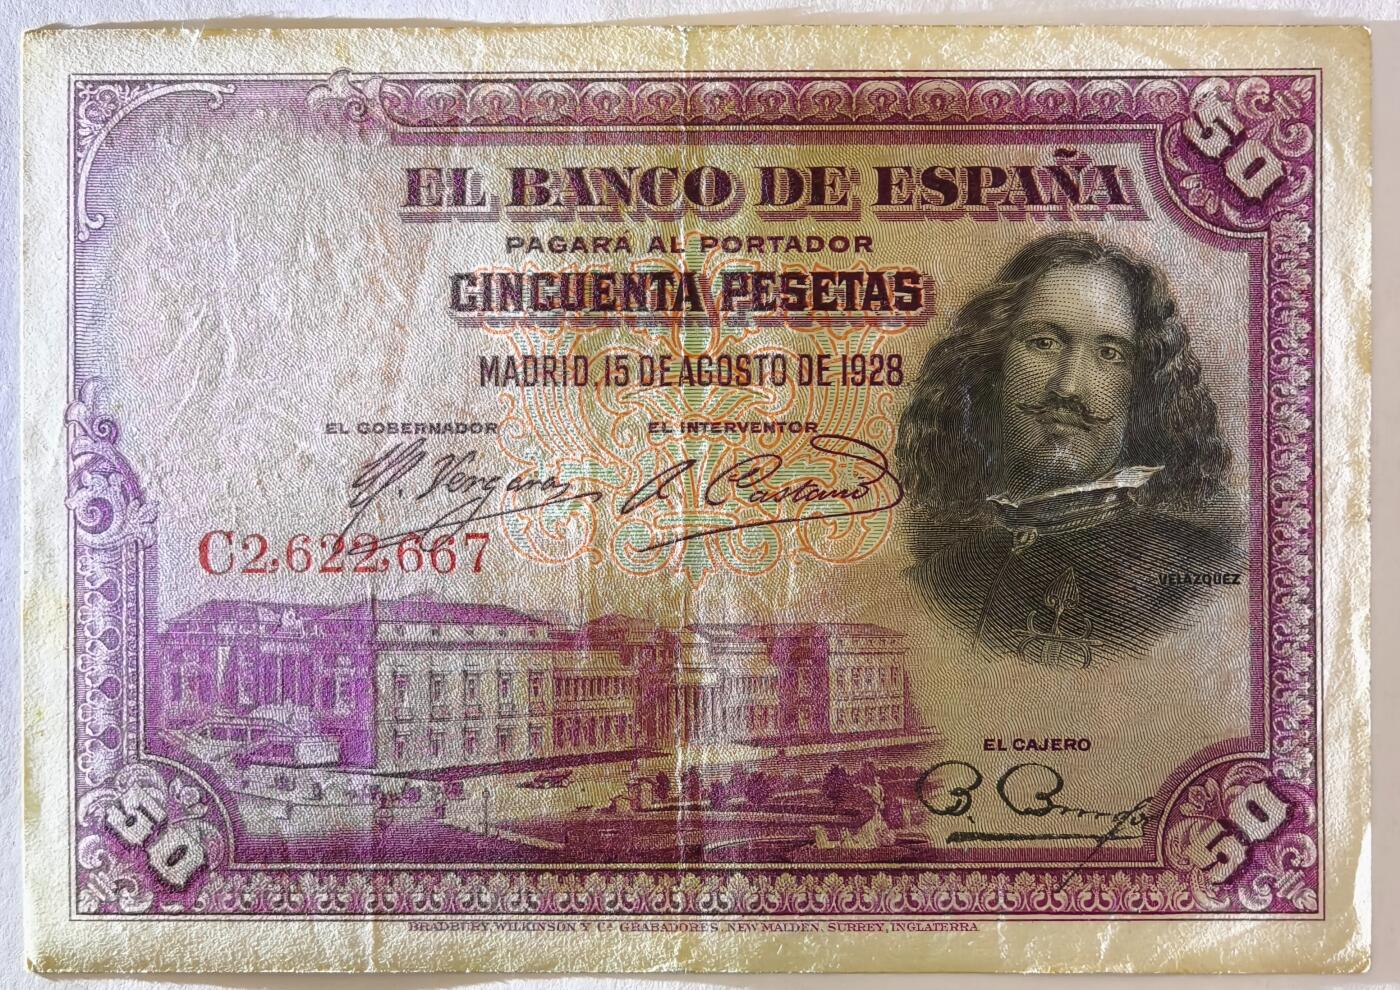 50
EL BANCO DE ESPAÑA
PAGARÁ AL PORTADOR
CINCUENTA PESETAS
MADRID 15 DE AGOSTO DE 1928
EL GOBERNADOR
EL INTERVENTOR
C2,622,667
VELÁZQUEZ
EL CAJERO
50
50
BRADBURY, WILKINSON Y Cª GRABADORES, NEW MALDEN, SURREY, INGLATERRA